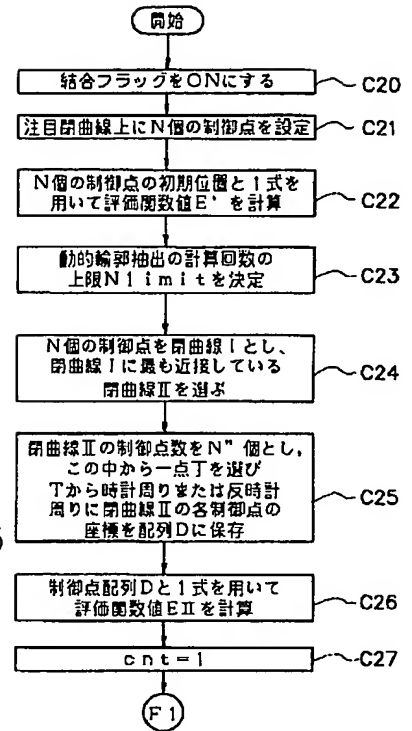 開始
結合フラッグをONにする
C20
注目閉曲線上にN個の制御点を設定
C21
N個の制御点の初期位置と1式を
用いて評価関数値E'を計算
C22
動的輪郭抽出の計算回数の
上限Nlimitを決定
C23
N個の制御点を閉曲線Iとし、
閉曲線Iに最も近接している
閉曲線IIを選ぶ
C24
閉曲線IIの制御点数をN"個とし,
この中から一点Tを選び
Tから時計周りまたは反時計
周りに閉曲線IIの各制御点の
座標を配列Dに保存
C25
制御点配列Dと1式を用いて
評価関数値EIIを計算
C26
cnt=1
C27
F1